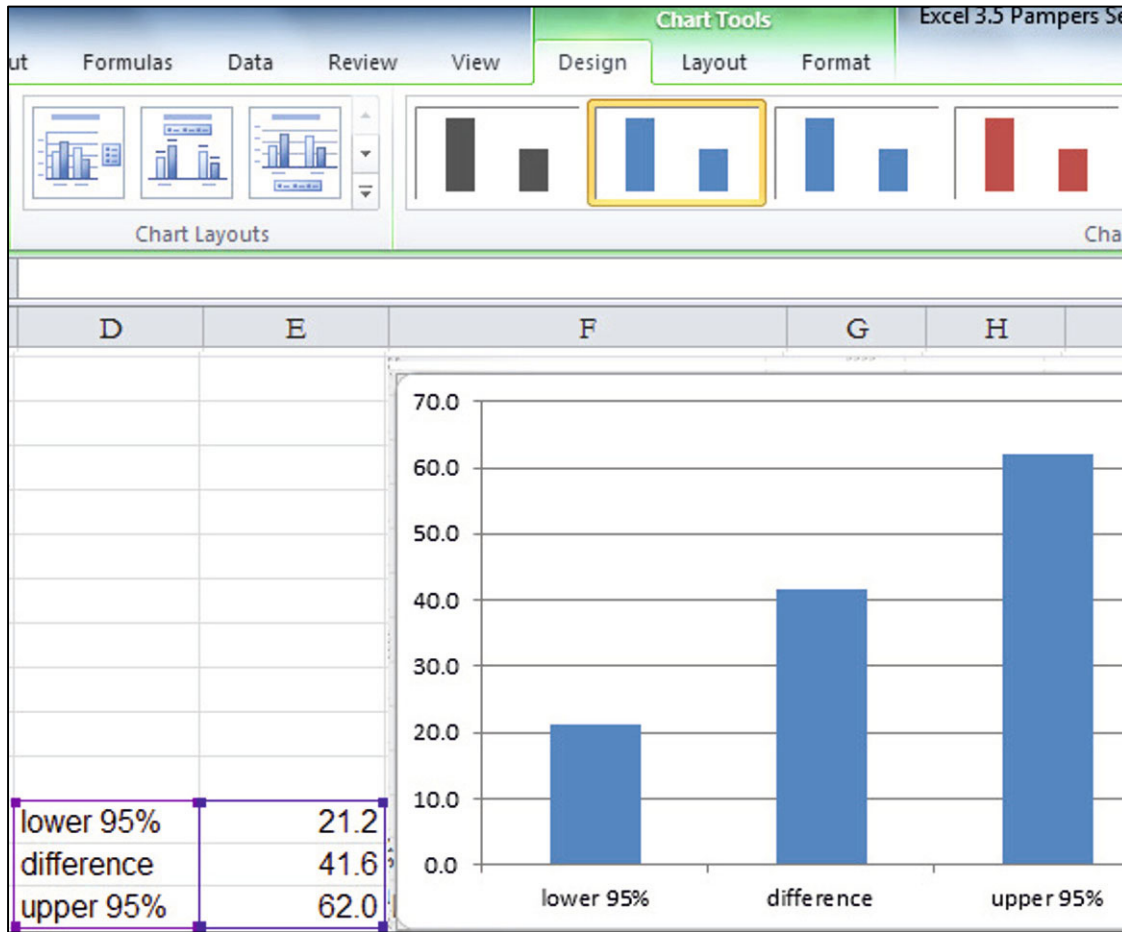 Chart Tools
Excel 3.5 Pampers Se
ut Formulas Data Review View Design Layout Format
Chart Layouts
Cha
D E F G H
70.0
60.0
50.0
40.0
30.0
20.0
10.0
0.0
lower 95% difference upper 95%
lower 95% 21.2
difference 41.6
upper 95% 62.0